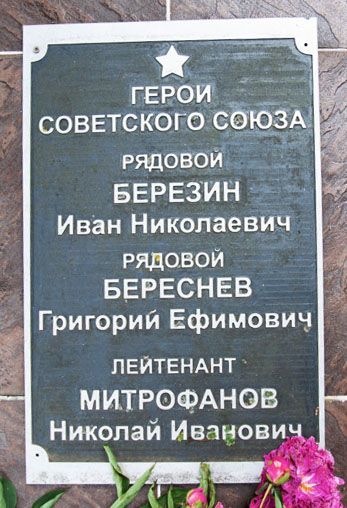 ГЕРОИ
СОВЕТСКОГО СОЮЗА
РЯДОВОЙ
БЕРЕЗИН
Иван Николаевич
РЯДОВОЙ
БЕРЕСНЕВ
Григорий Ефимович
ЛЕЙТЕНАНТ
МИТРОФАНОВ
Николай Иванович